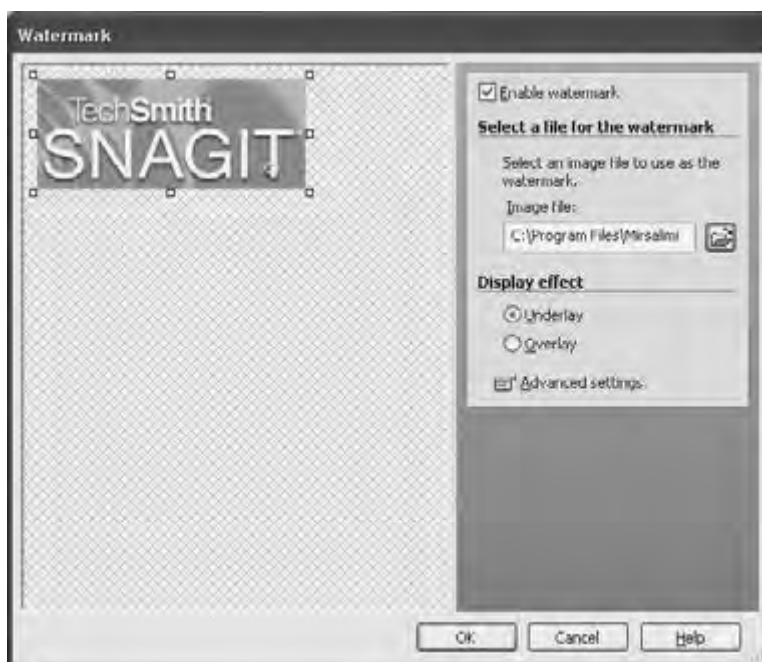 Watermark
TechSmith
SNAGIT
Enable watermark
Select a file for the watermark
Select an image file to use as the
watermark.
Image file:
C:\Program Files\Mirsalmi
Display effect
Underlay
Overlay
Advanced settings
OK
Cancel
Help